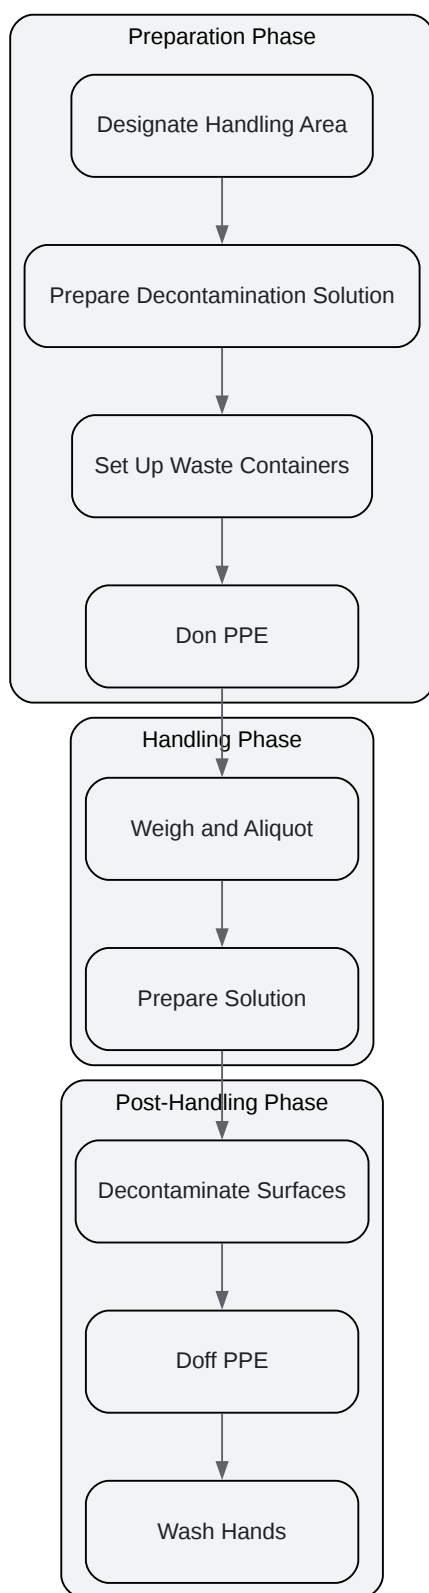 Preparation Phase
Designate Handling Area
Prepare Decontamination Solution
Set Up Waste Containers
Don PPE
Handling Phase
Weigh and Aliquot
Prepare Solution
Post-Handling Phase
Decontaminate Surfaces
Doff PPE
Wash Hands